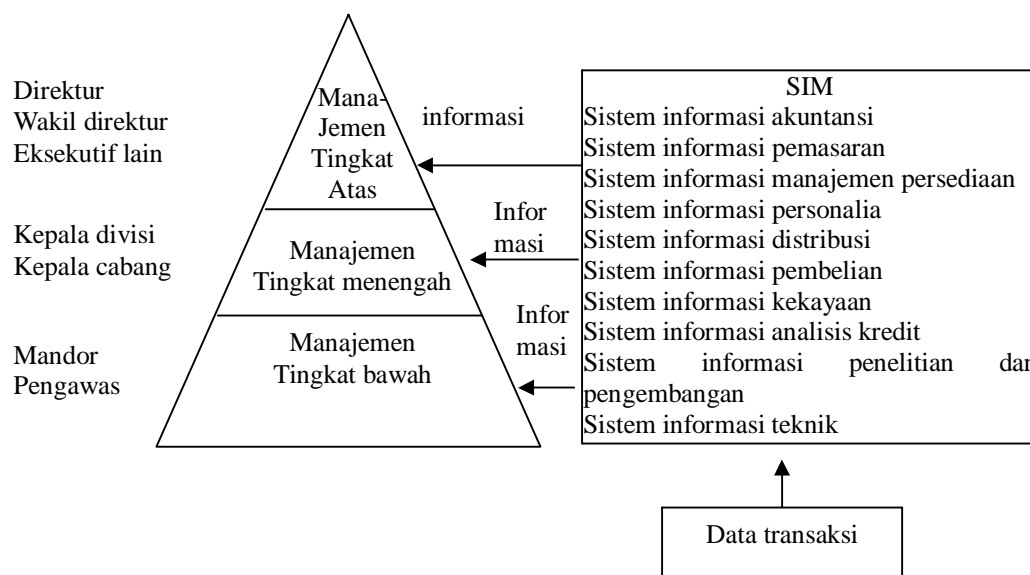 Direktur
Wakil direktur
Eksekutif lain
Kepala divisi
Kepala cabang
Mandor
Pengawas
Mana-
Jemen
Tingkat
Atas
Manajemen
Tingkat menengah
Manajemen
Tingkat bawah
informasi
Infor
masi
Infor
masi
SIM
Sistem informasi akuntansi
Sistem informasi pemasaran
Sistem informasi manajemen persediaan
Sistem informasi personalia
Sistem informasi distribusi
Sistem informasi pembelian
Sistem informasi kekayaan
Sistem informasi analisis kredit
Sistem informasi penelitian dan
pengembangan
Sistem informasi teknik
Data transaksi